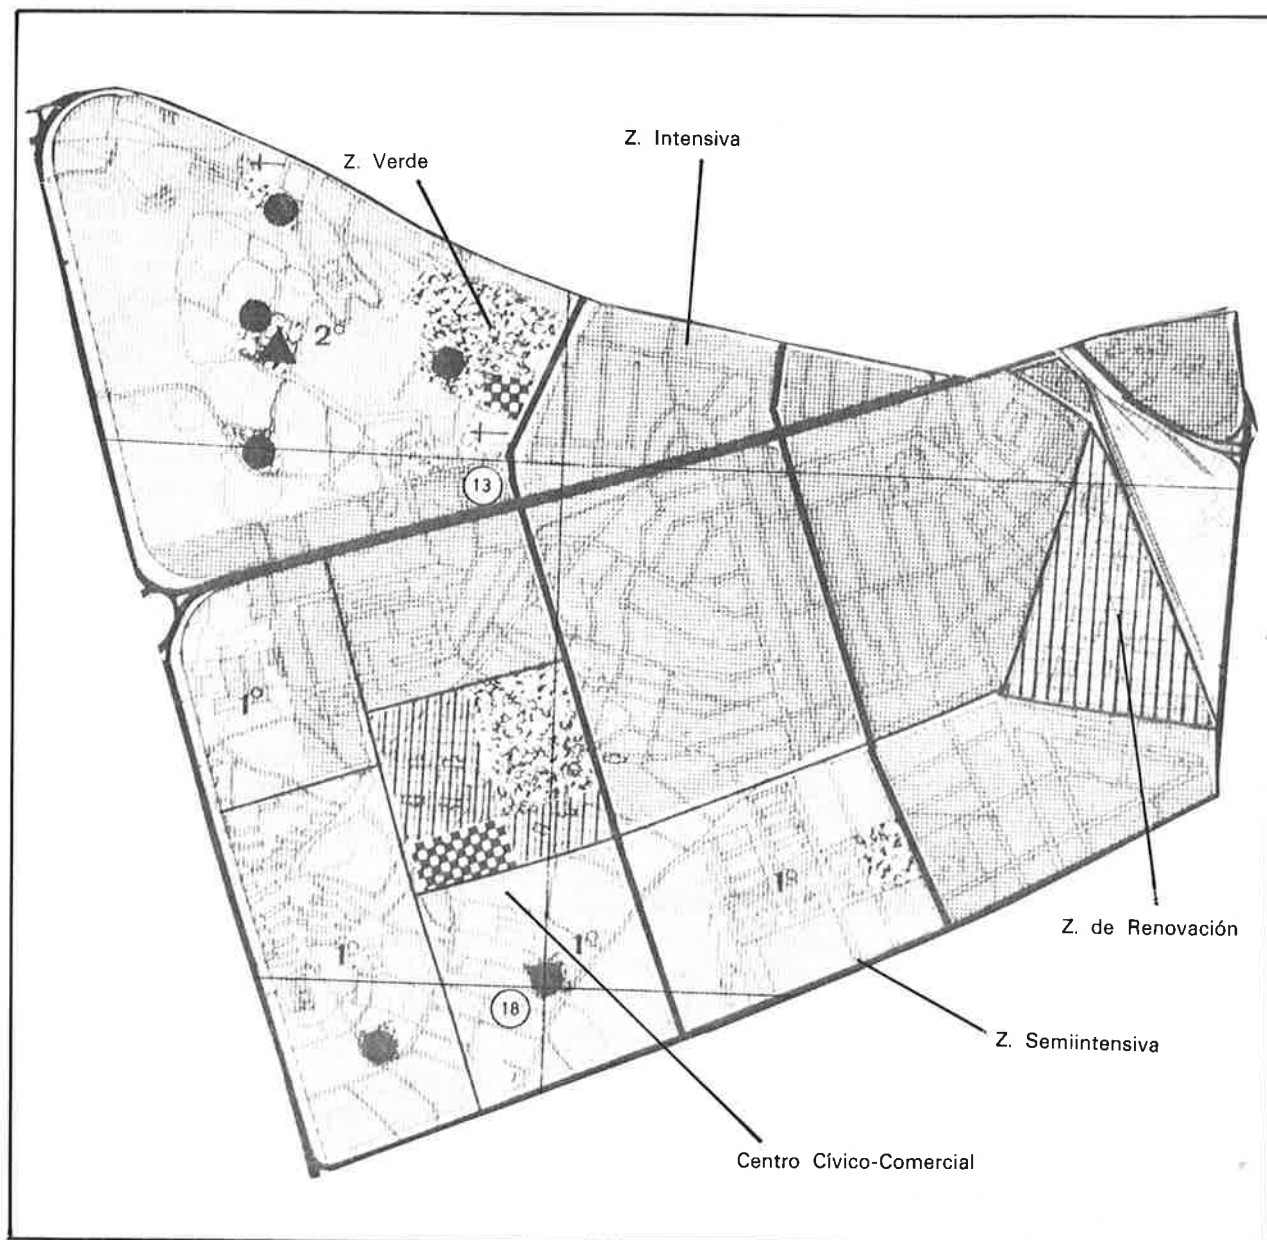 Z. Intensiva
Z. Verde
2º
13
1º
1º
1º
1º
18
Z. de Renovación
Z. Semiintensiva
Centro Cívico-Comercial